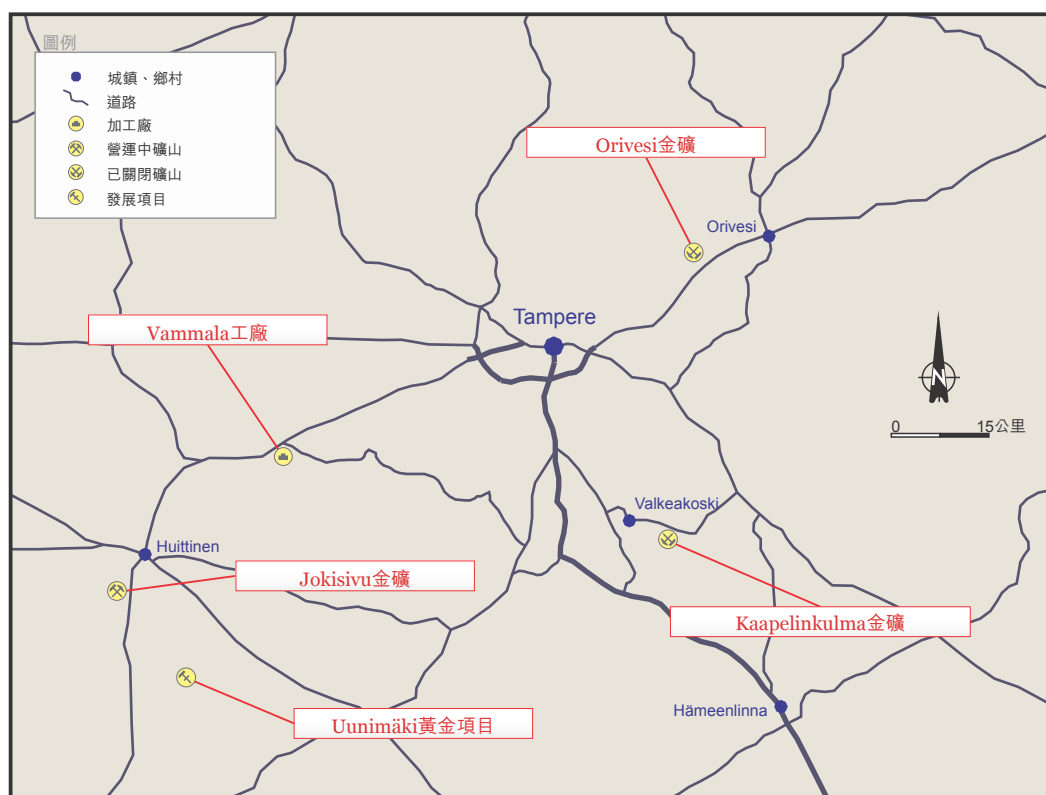 圖例
城鎮、鄉村
道路
加工廠
營運中礦山
已關閉礦山
發展項目
Orivesi金礦
Orivesi
Tampere
Vammala工廠
N
0 15公里
Valkeakoski
Huittinen
Jokisivu金礦
Kaapelinkulma金礦
Hämeenlinna
Uunimäki黃金項目